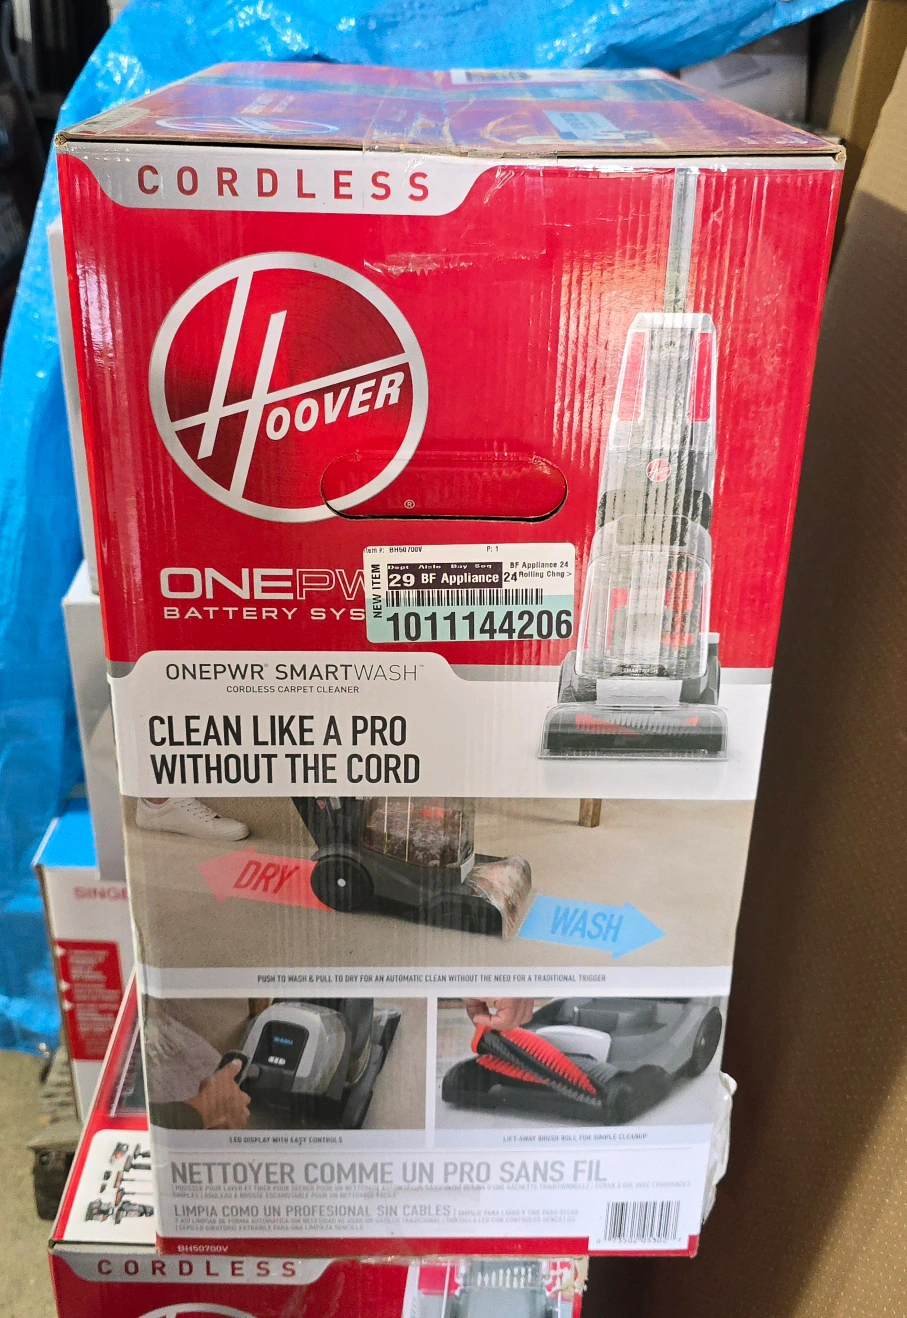 CORDLESS
HOOVER
®
Item #: BH50700V P: 1
NEW ITEM
Dept Aisle Bay Seq
29 BF Appliance 24
BF Appliance 24
Rolling Chng >
1011144206
ONEPW
BATTERY SYS
ONEPWR® SMARTWASH™
CORDLESS CARPET CLEANER
CLEAN LIKE A PRO
WITHOUT THE CORD
DRY
WASH
PUSH TO WASH & PULL TO DRY FOR AN AUTOMATIC CLEAN WITHOUT THE NEED FOR A TRADITIONAL TRIGGER
WASH
SINGE
LED DISPLAY WITH EASY CONTROLS
LIFT-AWAY BRUSH ROLL FOR SIMPLE CLEANUP
NETTOYER COMME UN PRO SANS FIL
LIMPIA COMO UN PROFESIONAL SIN CABLES
BH50700V
CORDLESS